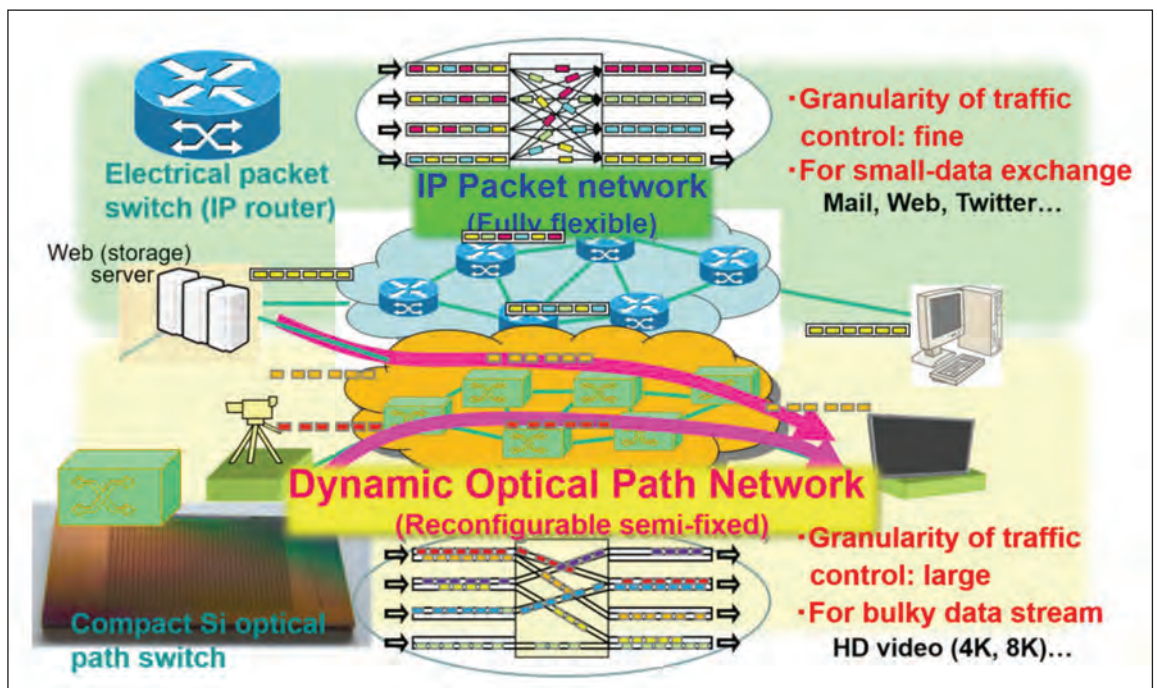 Electrical packet
switch (IP router)
IP Packet network
(Fully flexible)
・Granularity of traffic
control: fine
・For small-data exchange
Mail, Web, Twitter…
Web (storage)
server
Dynamic Optical Path Network
(Reconfigurable semi-fixed)
Compact Si optical
path switch
・Granularity of traffic
control: large
・For bulky data stream
HD video (4K, 8K)…